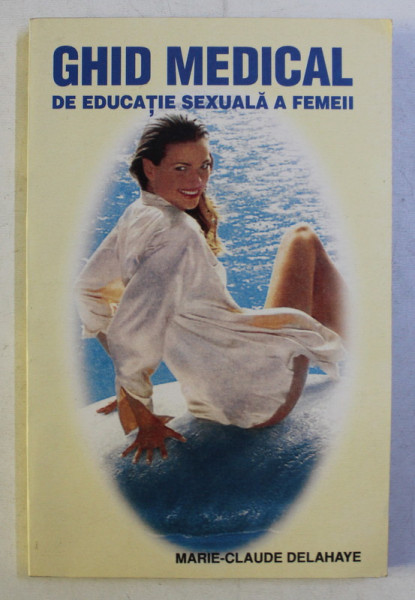 GHID MEDICAL
DE EDUCAȚIE SEXUALĂ A FEMEII
MARIE-CLAUDE DELAHAYE